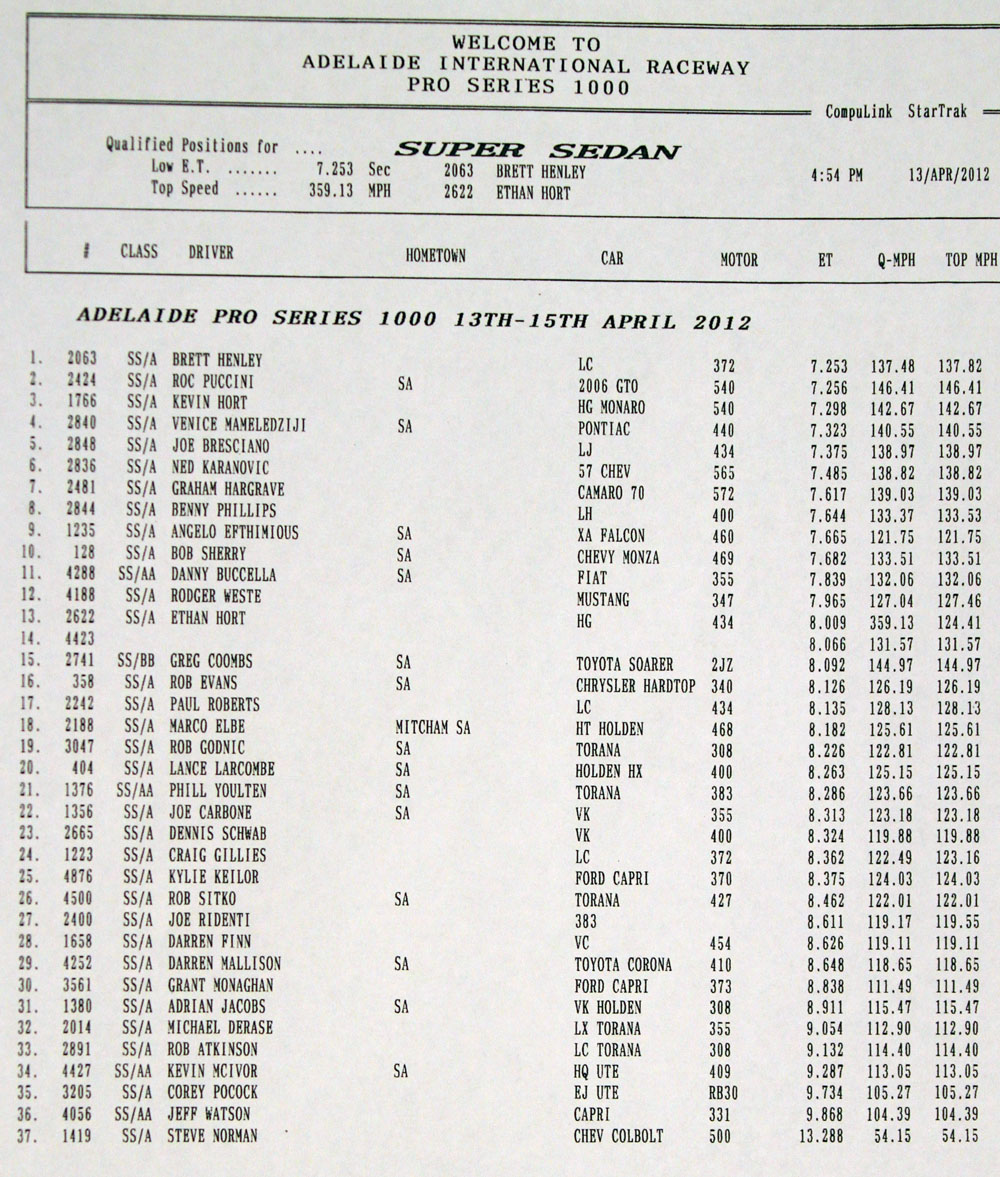 WELCOME TO
ADELAIDE INTERNATIONAL RACEWAY
PRO SERIES 1000
CompuLink StarTrak
Qualified Positions for .... SUPER SEDAN
Low E.T. ....... 7.253 Sec 2063 BRETT HENLEY
Top Speed ...... 359.13 MPH 2622 ETHAN HORT
4:54 PM 13/APR/2012
# CLASS DRIVER HOMETOWN CAR MOTOR ET Q-MPH TOP MPH
ADELAIDE PRO SERIES 1000 13TH-15TH APRIL 2012
1. 2063 SS/A BRETT HENLEY LC 372 7.253 137.48 137.82
2. 2424 SS/A ROC PUCCINI SA 2006 GTO 540 7.256 146.41 146.41
3. 1766 SS/A KEVIN HORT HG MONARO 540 7.298 142.67 142.67
4. 2840 SS/A VENICE MAMELEDZIJI SA PONTIAC 440 7.323 140.55 140.55
5. 2848 SS/A JOE BRESCIANO LJ 434 7.375 138.97 138.97
6. 2836 SS/A NED KARANOVIC 57 CHEV 565 7.485 138.82 138.82
7. 2481 SS/A GRAHAM HARGRAVE CAMARO 70 572 7.617 139.03 139.03
8. 2844 SS/A BENNY PHILLIPS LH 400 7.644 133.37 133.53
9. 1235 SS/A ANGELO EFTHIMIOUS SA XA FALCON 460 7.665 121.75 121.75
10. 128 SS/A BOB SHERRY SA CHEVY MONZA 469 7.682 133.51 133.51
11. 4288 SS/AA DANNY BUCCELLA SA FIAT 355 7.839 132.06 132.06
12. 4188 SS/A RODGER WESTE MUSTANG 347 7.965 127.04 127.46
13. 2622 SS/A ETHAN HORT HG 434 8.009 359.13 124.41
14. 4423 8.066 131.57 131.57
15. 2741 SS/BB GREG COOMBS SA TOYOTA SOARER 2JZ 8.092 144.97 144.97
16. 358 SS/A ROB EVANS SA CHRYSLER HARDTOP 340 8.126 126.19 126.19
17. 2242 SS/A PAUL ROBERTS LC 434 8.135 128.13 128.13
18. 2188 SS/A MARCO ELBE MITCHAM SA HT HOLDEN 468 8.182 125.61 125.61
19. 3047 SS/A ROB GODNIC SA TORANA 308 8.226 122.81 122.81
20. 404 SS/A LANCE LARCOMBE SA HOLDEN HX 400 8.263 125.15 125.15
21. 1376 SS/AA PHILL YOULTEN SA TORANA 383 8.286 123.66 123.66
22. 1356 SS/A JOE CARBONE SA VK 355 8.313 123.18 123.18
23. 2665 SS/A DENNIS SCHWAB VK 400 8.324 119.88 119.88
24. 1223 SS/A CRAIG GILLIES LC 372 8.362 122.49 123.16
25. 4876 SS/A KYLIE KEILOR FORD CAPRI 370 8.375 124.03 124.03
26. 4500 SS/A ROB SITKO SA TORANA 427 8.462 122.01 122.01
27. 2400 SS/A JOE RIDENTI 383 8.611 119.17 119.55
28. 1658 SS/A DARREN FINN VC 454 8.626 119.11 119.11
29. 4252 SS/A DARREN MALLISON SA TOYOTA CORONA 410 8.648 118.65 118.65
30. 3561 SS/A GRANT MONAGHAN FORD CAPRI 373 8.838 111.49 111.49
31. 1380 SS/A ADRIAN JACOBS SA VK HOLDEN 308 8.911 115.47 115.47
32. 2014 SS/A MICHAEL DERASE LX TORANA 355 9.054 112.90 112.90
33. 2891 SS/A ROB ATKINSON LC TORANA 308 9.132 114.40 114.40
34. 4427 SS/AA KEVIN MCIVOR SA HQ UTE 409 9.287 113.05 113.05
35. 3205 SS/A COREY POCOCK EJ UTE RB30 9.734 105.27 105.27
36. 4056 SS/AA JEFF WATSON CAPRI 331 9.868 104.39 104.39
37. 1419 SS/A STEVE NORMAN CHEV COLBOLT 500 13.288 54.15 54.15